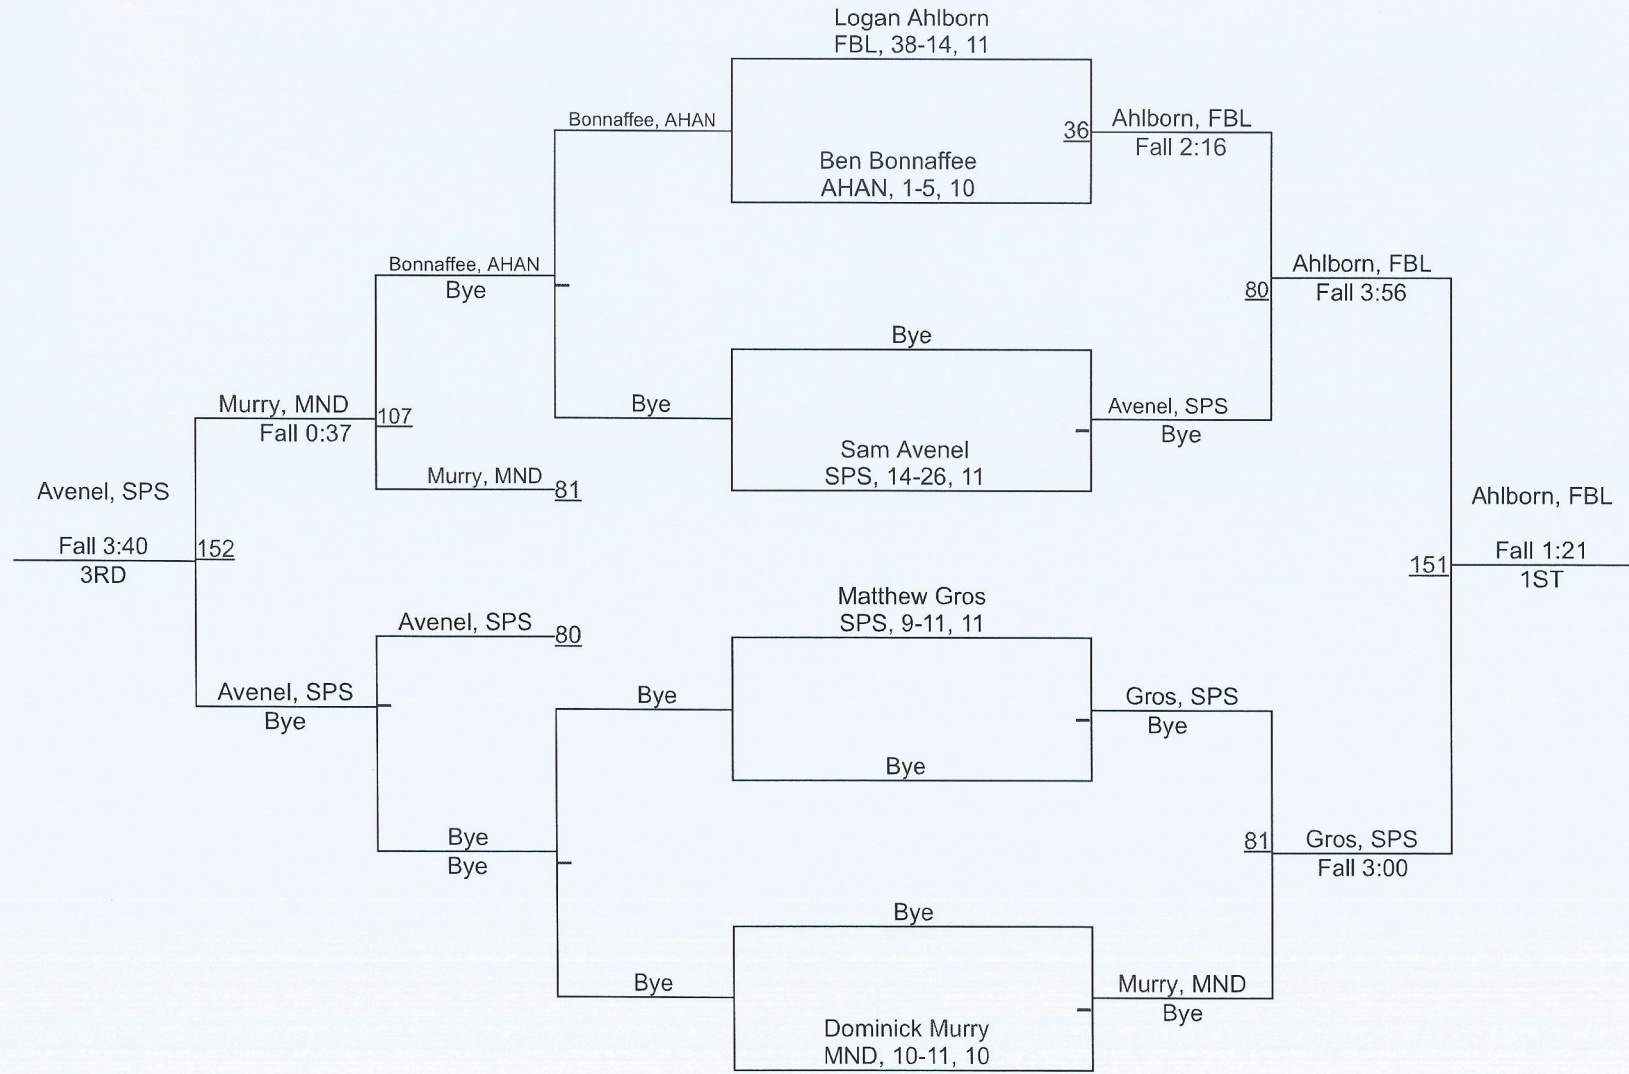 Logan Ahlborn
FBL, 38-14, 11
Bonnaffee, AHAN
36
Ahlborn, FBL
Fall 2:16
Ben Bonnaffee
AHAN, 1-5, 10
Bonnaffee, AHAN
Bye
80
Ahlborn, FBL
Fall 3:56
Bye
Bye
Avenel, SPS
Bye
Murry, MND
Fall 0:37
107
Sam Avenel
SPS, 14-26, 11
Murry, MND
81
Avenel, SPS
Fall 3:40
3RD
152
Ahlborn, FBL
151
Fall 1:21
1ST
Matthew Gros
SPS, 9-11, 11
Avenel, SPS
80
Avenel, SPS
Bye
Bye
Gros, SPS
Bye
Bye
Bye
Bye
81
Gros, SPS
Fall 3:00
Bye
Bye
Murry, MND
Bye
Dominick Murry
MND, 10-11, 10